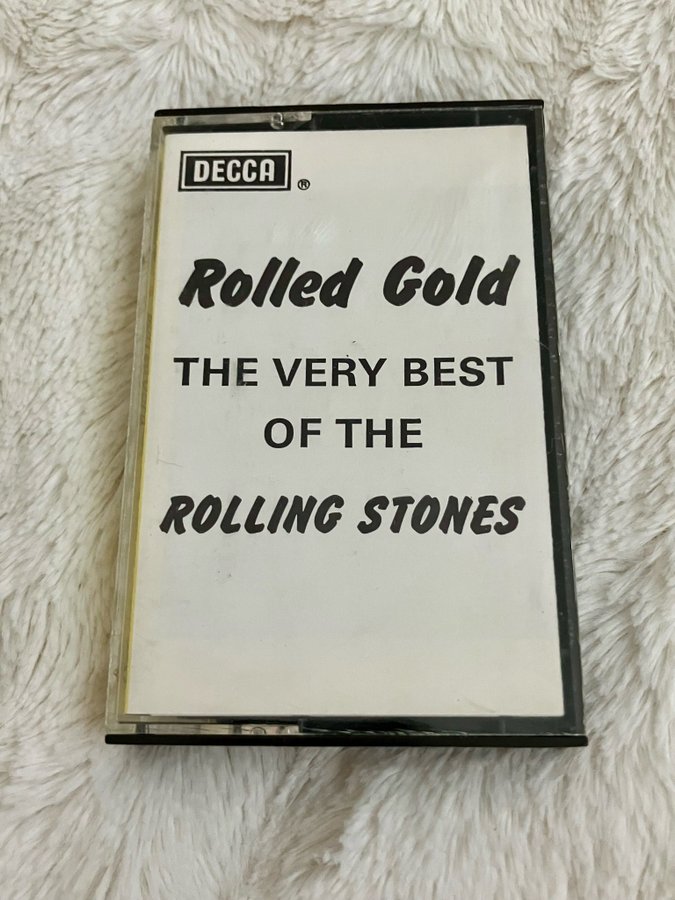 DECCA ®
Rolled Gold
THE VERY BEST
OF THE
ROLLING STONES